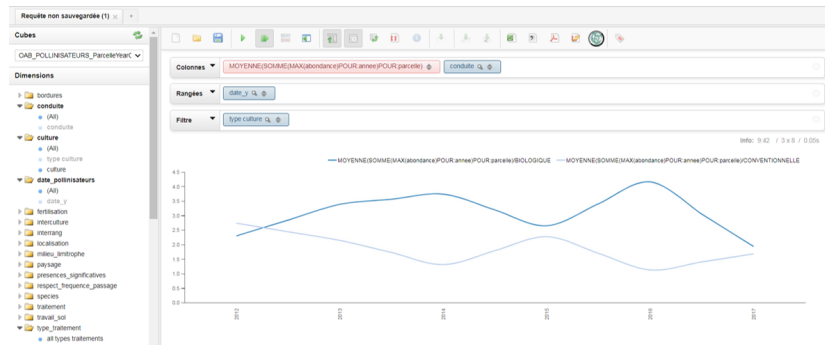 Requête non sauvegardée (1) × +
Cubes
OAB_POLLINISATEURS_ParcelleYearC
Dimensions
bordures
conduite
(All)
conduite
culture
(All)
type culture
culture
date_pollinisateurs
(All)
date_y
fertilisation
interculture
interrang
localisation
milieu_limitrophe
paysage
presences_significatives
respect_frequence_passage
species
traitement
travail_sol
type_traitement
all types traitements
Colonnes MOYENNE(SOMME(MAX(abondance)POUR:annee)POUR:parcelle) conduite
Rangées date_y
Filtre type culture
Info: 9:42 / 3 x 8 / 0.00s
MOYENNE(SOMME(MAX(abondance)POUR:annee)POUR:parcelle)/BIOLOGIQUE MOYENNE(SOMME(MAX(abondance)POUR:annee)POUR:parcelle)/CONVENTIONNELLE
4.5
4.0
3.5
3.0
2.5
2.0
1.5
1.0
0.5
0.0
2012 2013 2014 2015 2016 2017